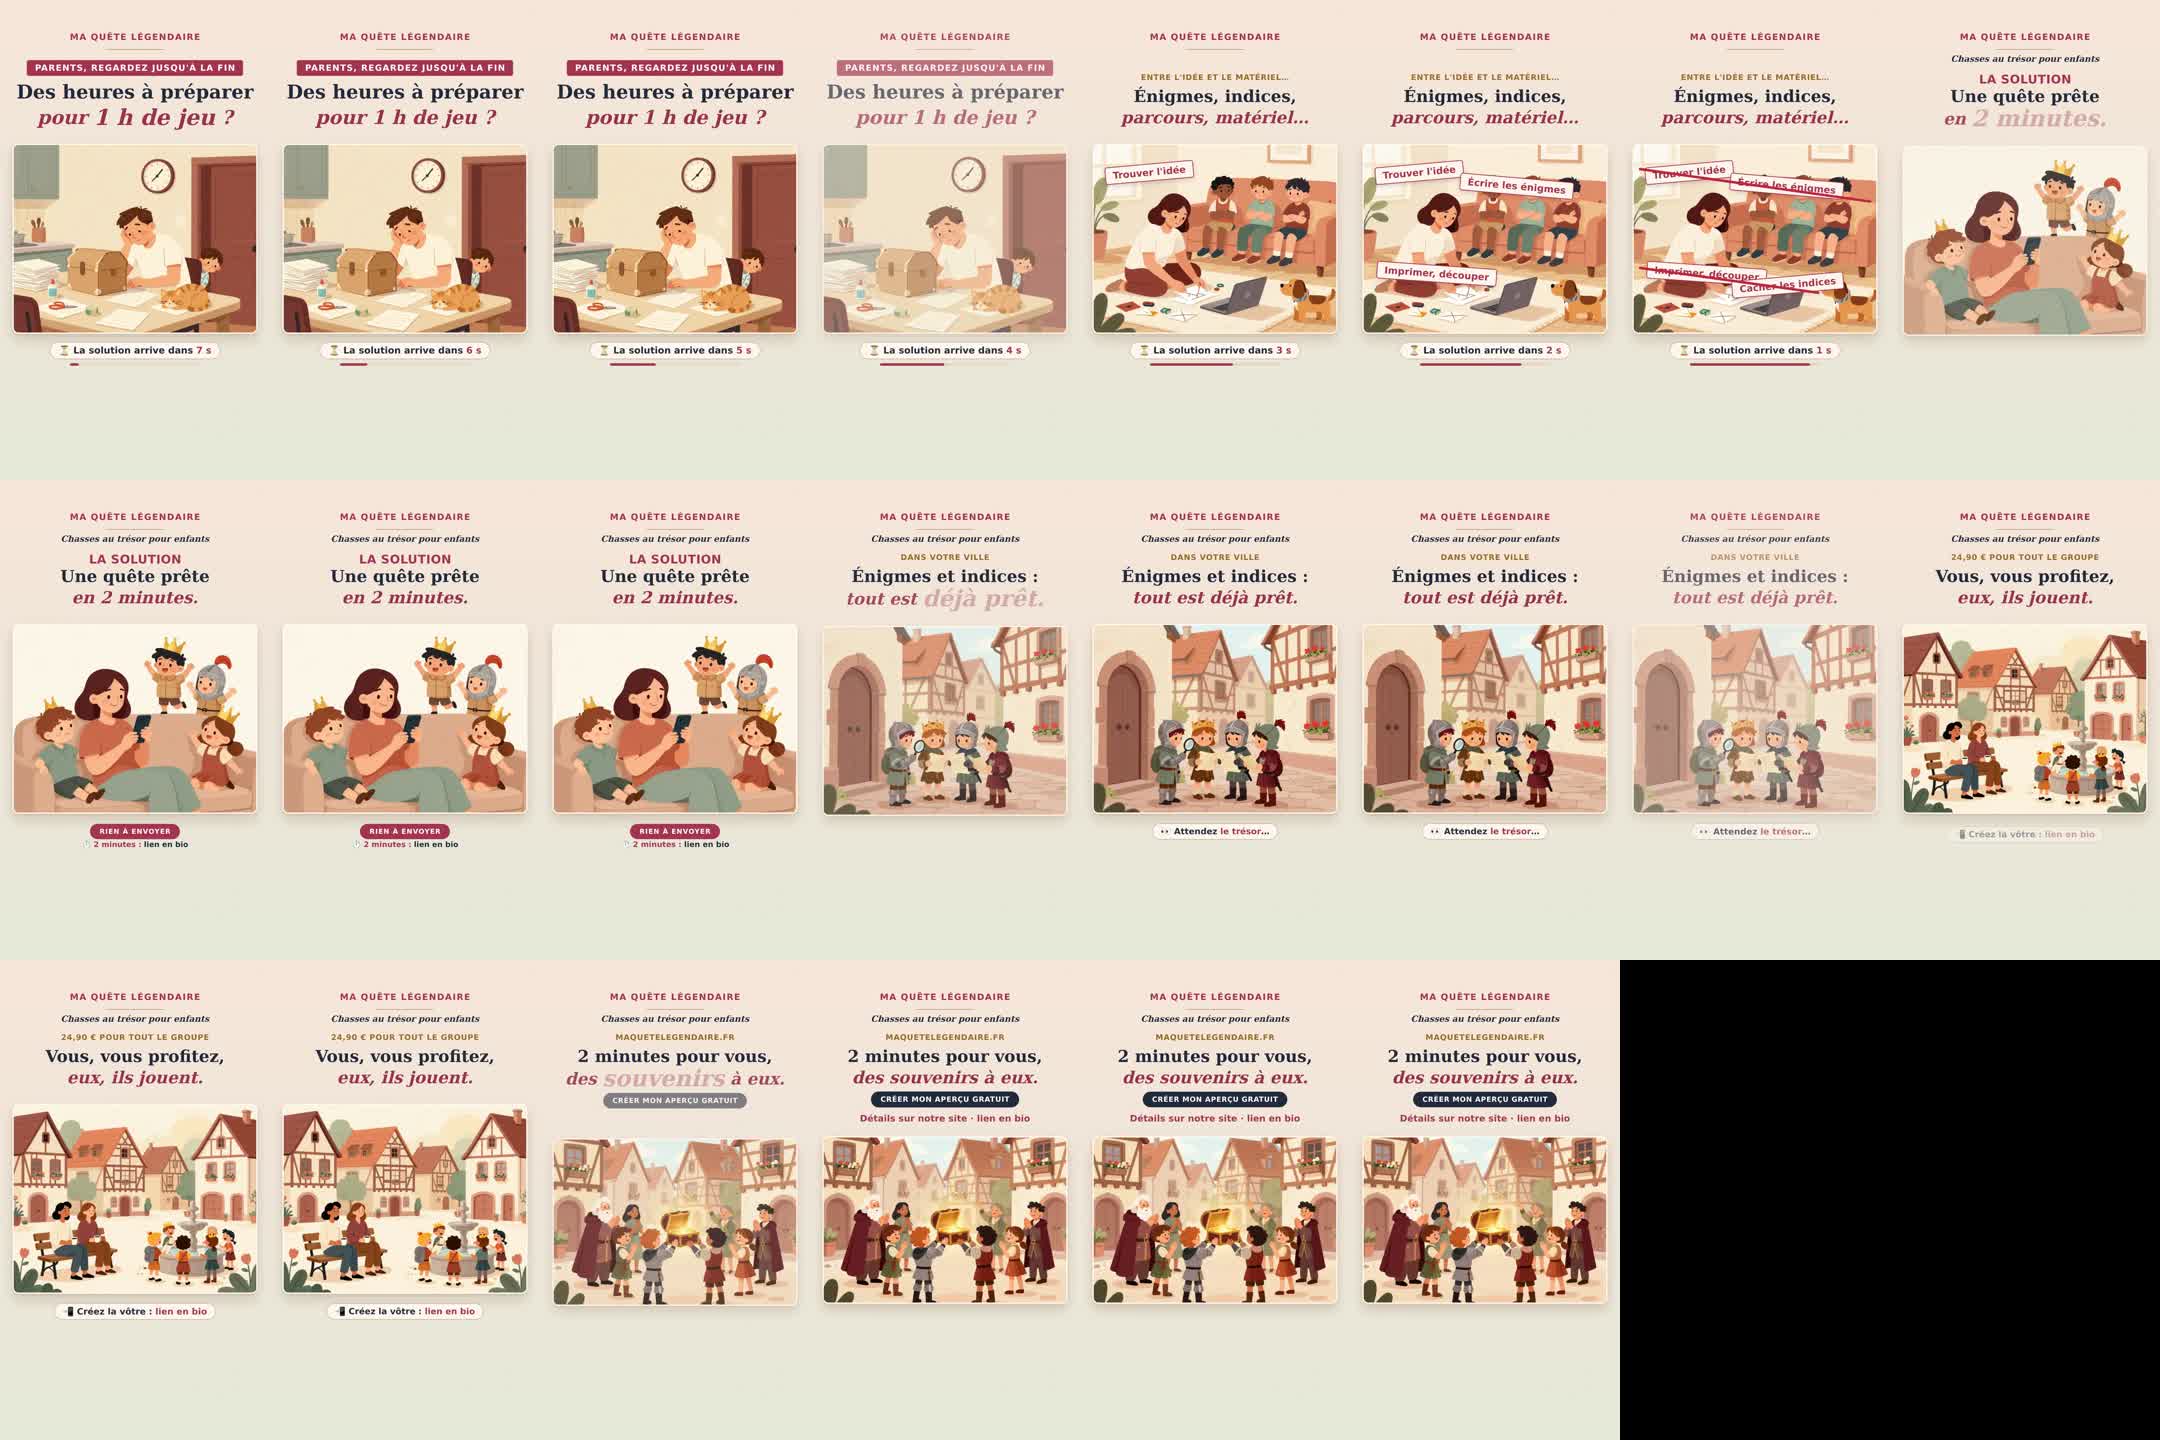 MA QUÊTE LÉGENDAIRE
PARENTS, REGARDEZ JUSQU'À LA FIN
Des heures à préparer
pour 1 h de jeu ?
⏳ La solution arrive dans 7 s
MA QUÊTE LÉGENDAIRE
PARENTS, REGARDEZ JUSQU'À LA FIN
Des heures à préparer
pour 1 h de jeu ?
⏳ La solution arrive dans 6 s
MA QUÊTE LÉGENDAIRE
PARENTS, REGARDEZ JUSQU'À LA FIN
Des heures à préparer
pour 1 h de jeu ?
⏳ La solution arrive dans 5 s
MA QUÊTE LÉGENDAIRE
PARENTS, REGARDEZ JUSQU'À LA FIN
Des heures à préparer
pour 1 h de jeu ?
⏳ La solution arrive dans 4 s
MA QUÊTE LÉGENDAIRE
ENTRE L'IDÉE ET LE MATÉRIEL...
Énigmes, indices,
parcours, matériel...
Trouver l'idée
⏳ La solution arrive dans 3 s
MA QUÊTE LÉGENDAIRE
ENTRE L'IDÉE ET LE MATÉRIEL...
Énigmes, indices,
parcours, matériel...
Trouver l'idée
Écrire les énigmes
Imprimer, découper
⏳ La solution arrive dans 2 s
MA QUÊTE LÉGENDAIRE
ENTRE L'IDÉE ET LE MATÉRIEL...
Énigmes, indices,
parcours, matériel...
Trouver l'idée
Écrire les énigmes
Imprimer, découper
Cacher les indices
⏳ La solution arrive dans 1 s
MA QUÊTE LÉGENDAIRE
Chasses au trésor pour enfants
LA SOLUTION
Une quête prête
en 2 minutes.
MA QUÊTE LÉGENDAIRE
Chasses au trésor pour enfants
LA SOLUTION
Une quête prête
en 2 minutes.
RIEN À ENVOYER
2 minutes : lien en bio
MA QUÊTE LÉGENDAIRE
Chasses au trésor pour enfants
LA SOLUTION
Une quête prête
en 2 minutes.
RIEN À ENVOYER
2 minutes : lien en bio
MA QUÊTE LÉGENDAIRE
Chasses au trésor pour enfants
LA SOLUTION
Une quête prête
en 2 minutes.
RIEN À ENVOYER
2 minutes : lien en bio
MA QUÊTE LÉGENDAIRE
Chasses au trésor pour enfants
DANS VOTRE VILLE
Énigmes et indices :
tout est déjà prêt.
MA QUÊTE LÉGENDAIRE
Chasses au trésor pour enfants
DANS VOTRE VILLE
Énigmes et indices :
tout est déjà prêt.
👀 Attendez le trésor...
MA QUÊTE LÉGENDAIRE
Chasses au trésor pour enfants
DANS VOTRE VILLE
Énigmes et indices :
tout est déjà prêt.
👀 Attendez le trésor...
MA QUÊTE LÉGENDAIRE
Chasses au trésor pour enfants
DANS VOTRE VILLE
Énigmes et indices :
tout est déjà prêt.
👀 Attendez le trésor...
MA QUÊTE LÉGENDAIRE
Chasses au trésor pour enfants
24,90 € POUR TOUT LE GROUPE
Vous, vous profitez,
eux, ils jouent.
📲 Créez la vôtre : lien en bio
MA QUÊTE LÉGENDAIRE
Chasses au trésor pour enfants
24,90 € POUR TOUT LE GROUPE
Vous, vous profitez,
eux, ils jouent.
📲 Créez la vôtre : lien en bio
MA QUÊTE LÉGENDAIRE
Chasses au trésor pour enfants
24,90 € POUR TOUT LE GROUPE
Vous, vous profitez,
eux, ils jouent.
📲 Créez la vôtre : lien en bio
MA QUÊTE LÉGENDAIRE
Chasses au trésor pour enfants
MAQUETELEGENDAIRE.FR
2 minutes pour vous,
des souvenirs à eux.
CRÉER MON APERÇU GRATUIT
MA QUÊTE LÉGENDAIRE
Chasses au trésor pour enfants
MAQUETELEGENDAIRE.FR
2 minutes pour vous,
des souvenirs à eux.
CRÉER MON APERÇU GRATUIT
Détails sur notre site · lien en bio
MA QUÊTE LÉGENDAIRE
Chasses au trésor pour enfants
MAQUETELEGENDAIRE.FR
2 minutes pour vous,
des souvenirs à eux.
CRÉER MON APERÇU GRATUIT
Détails sur notre site · lien en bio
MA QUÊTE LÉGENDAIRE
Chasses au trésor pour enfants
MAQUETELEGENDAIRE.FR
2 minutes pour vous,
des souvenirs à eux.
CRÉER MON APERÇU GRATUIT
Détails sur notre site · lien en bio